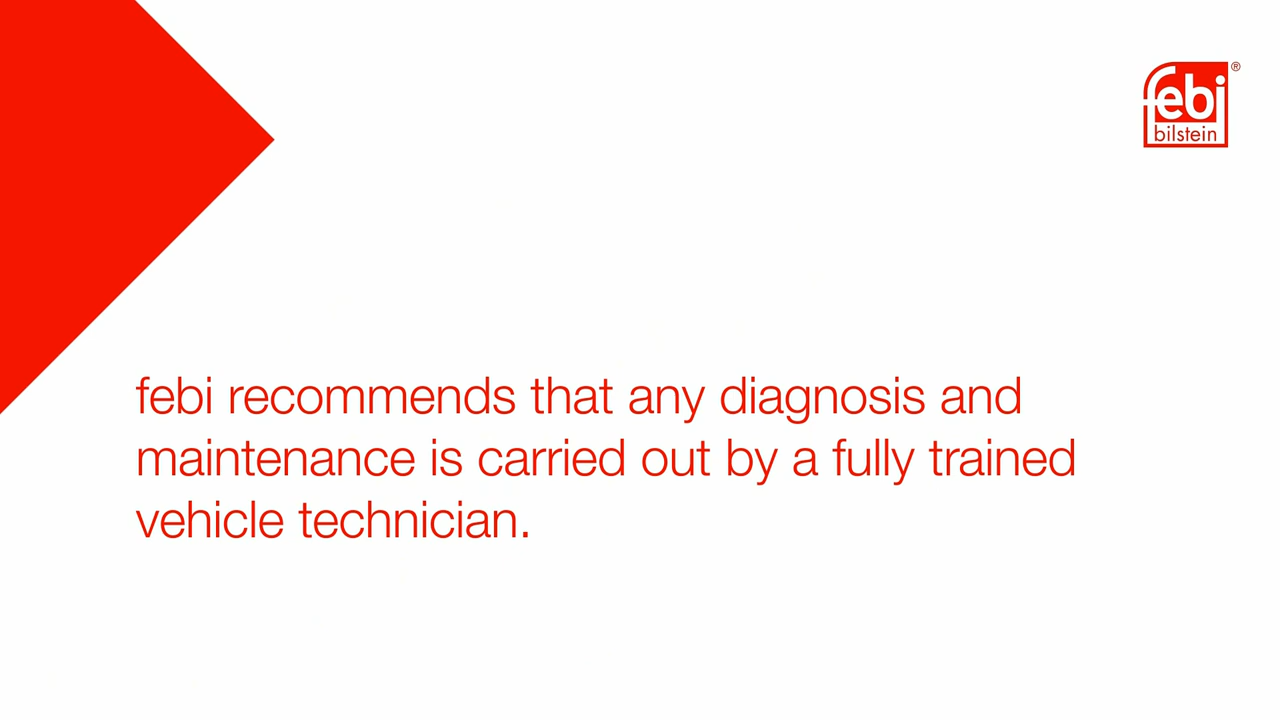 febi®
bilstein
febi recommends that any diagnosis and
maintenance is carried out by a fully trained
vehicle technician.